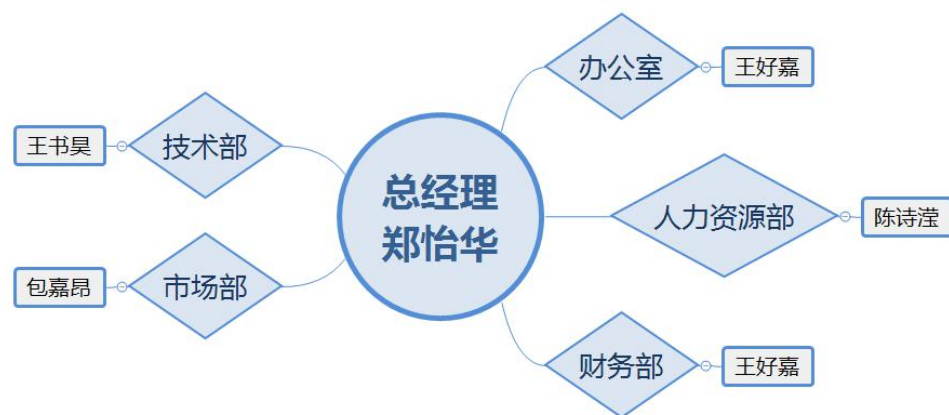 办公室
王好嘉
王书昊
技术部
总经理
郑怡华
人力资源部
陈诗滢
包嘉昂
市场部
财务部
王好嘉